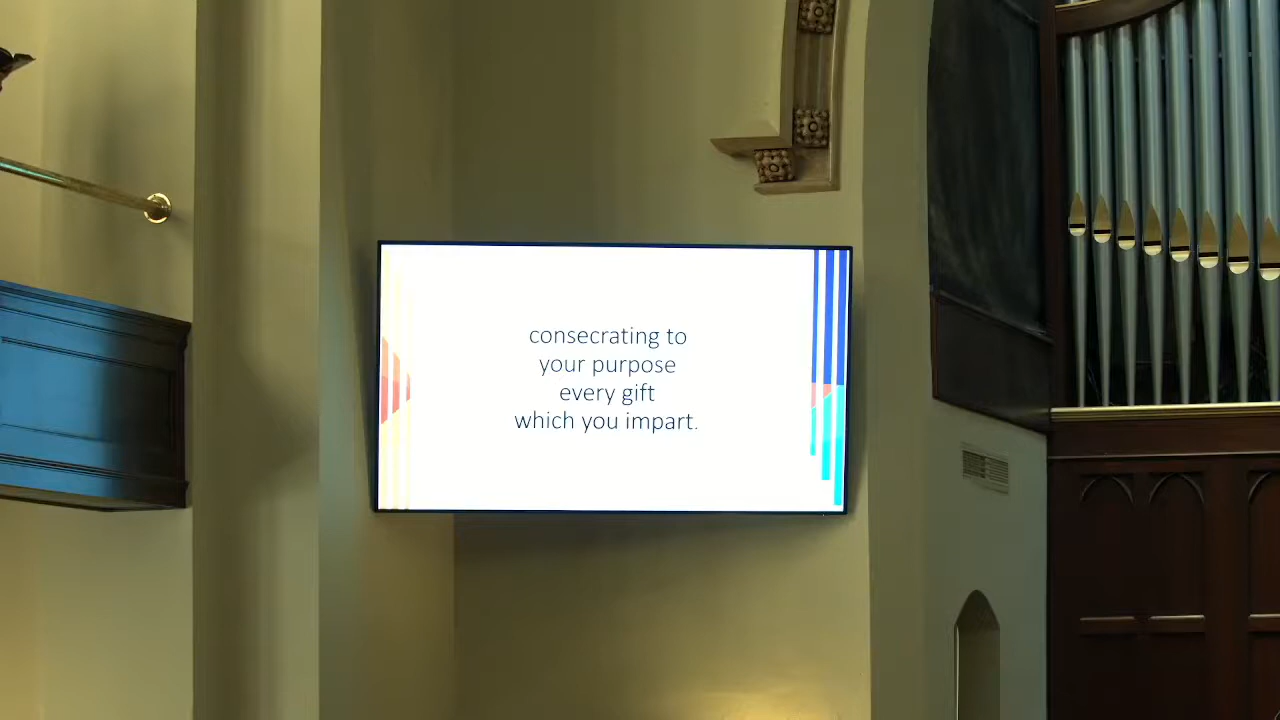 consecrating to
your purpose
every gift
which you impart.